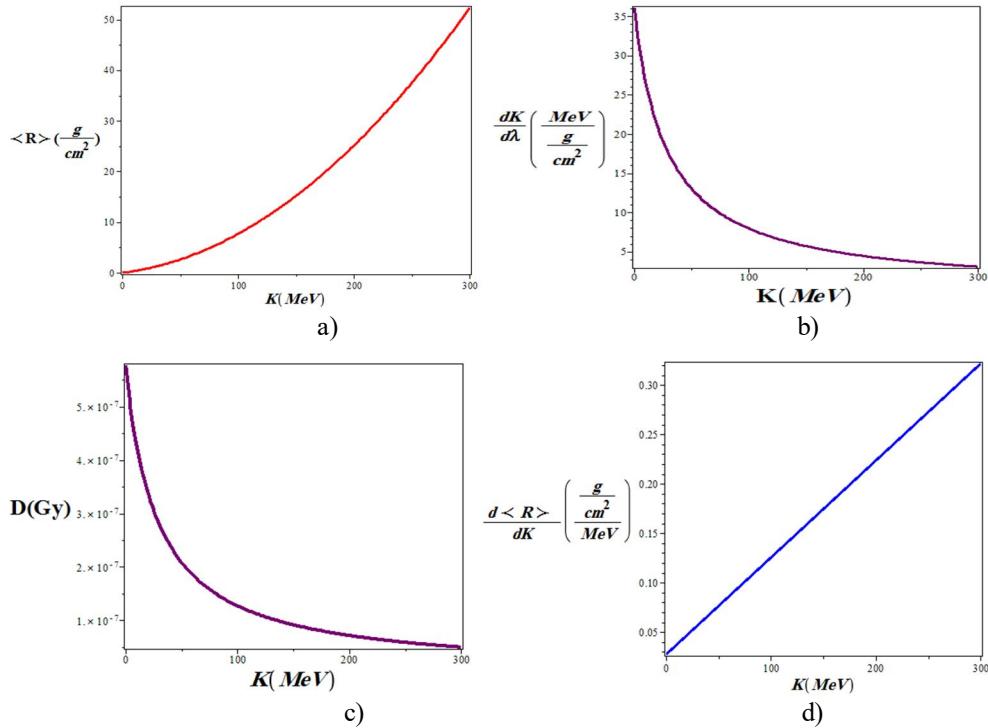 50
40
30
20
10
0
<R>(g/cm²)
0 100 200 300
K(MeV)
a)
35
30
25
20
15
10
5
dK/dλ (MeV/(g/cm²))
0 100 200 300
K(MeV)
b)
5.×10⁻⁷
4.×10⁻⁷
3.×10⁻⁷
2.×10⁻⁷
1.×10⁻⁷
D(Gy)
0 100 200 300
K(MeV)
c)
0.30
0.25
0.20
0.15
0.10
0.05
d<R>/dK ((g/cm²)/MeV)
0 100 200 300
K(MeV)
d)